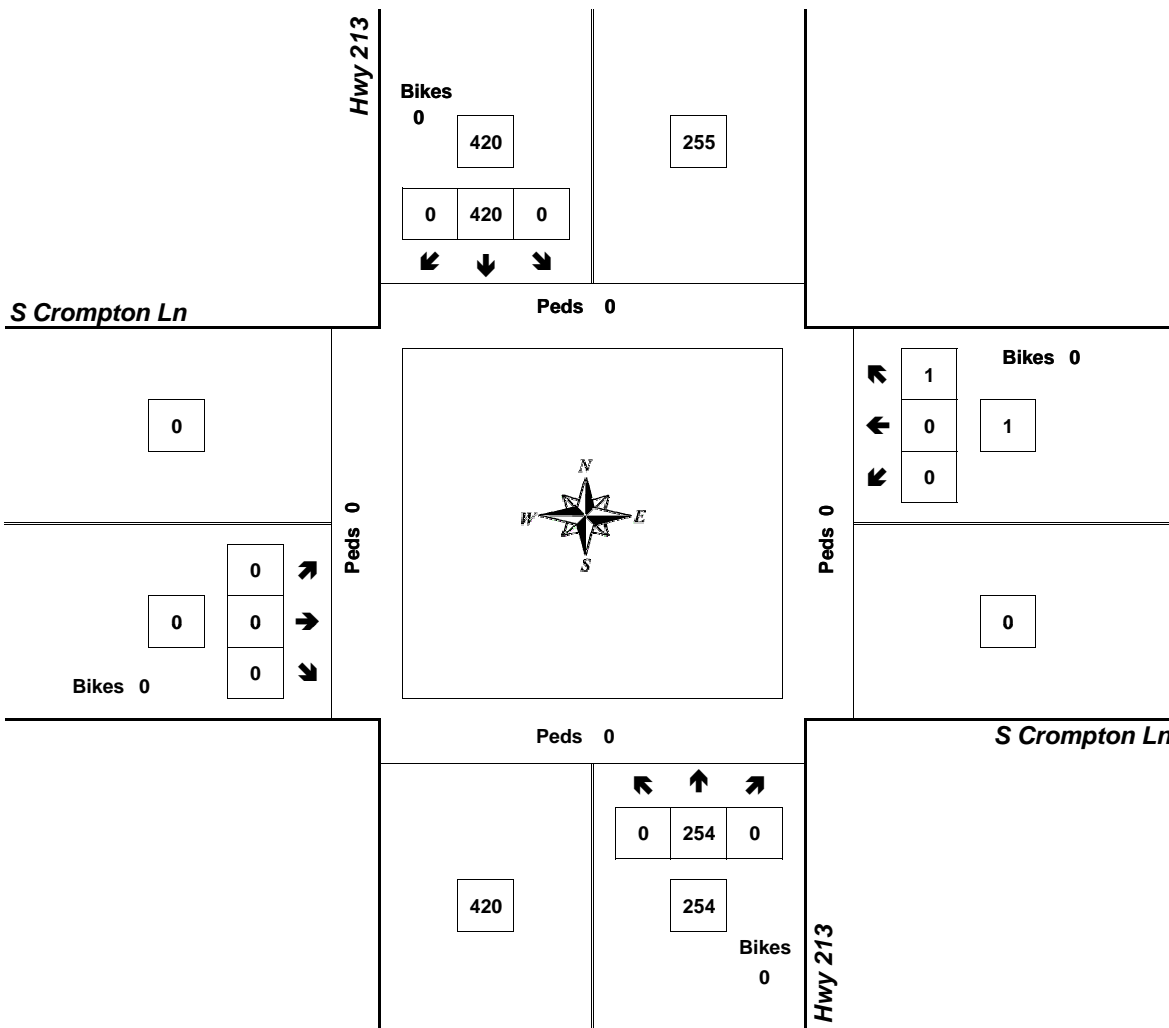 Hwy 213
Bikes
0
420
255
0 420 0
Peds 0
S Crompton Ln
Bikes 0
1
0
0
1
0
N
W E
S
Peds 0
Peds 0
0
0
0
0
0
Bikes 0
Peds 0
S Crompton Ln
0 254 0
420
254
Bikes
0
Hwy 213